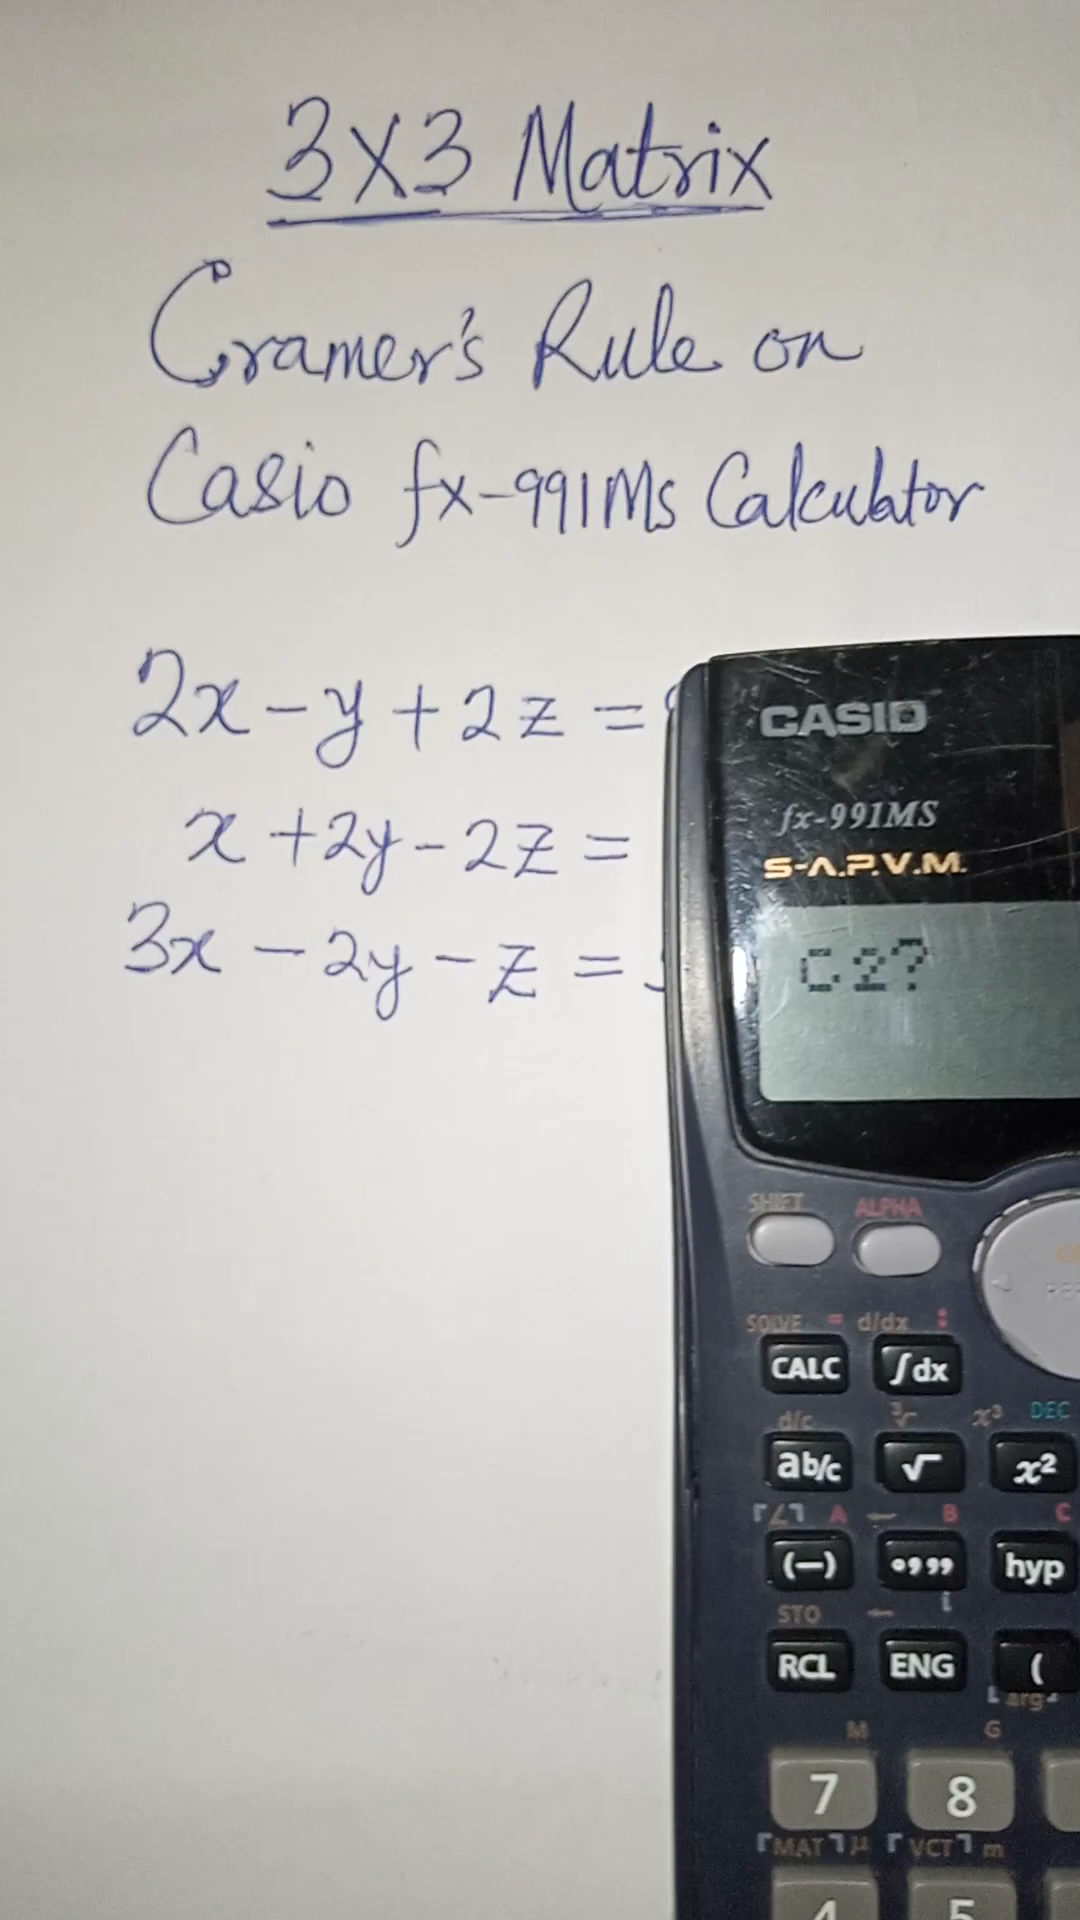 3x3 Matrix
Cramer's Rule on
Casio fx-991Ms Calculator
2x - y + 2z =
x + 2y - 2z =
3x - 2y - z =
CASIO
fx-991MS
S-V.P.A.M.
c2?
SHIFT ALPHA
SOLVE = d/dx :
CALC ∫dx
d/c ³√ x³ DEC
ab/c √ x²
∠ A ← B C
(−) °,,, hyp
STO ← i
RCL ENG (
arg
M G
7 8
MAT µ VCT m
4 5